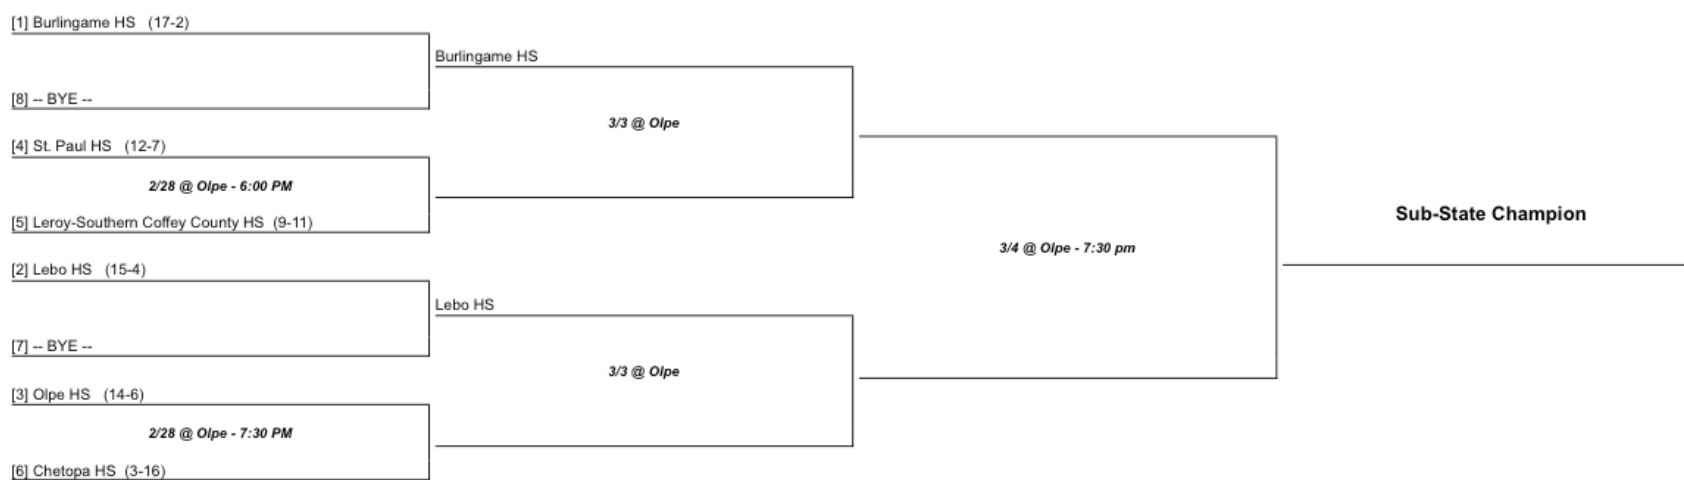 [1] Burlingame HS (17-2)
Burlingame HS
[8] -- BYE --
3/3 @ Olpe
[4] St. Paul HS (12-7)
2/28 @ Olpe - 6:00 PM
[5] Leroy-Southern Coffey County HS (9-11)
Sub-State Champion
3/4 @ Olpe - 7:30 pm
[2] Lebo HS (15-4)
Lebo HS
[7] -- BYE --
3/3 @ Olpe
[3] Olpe HS (14-6)
2/28 @ Olpe - 7:30 PM
[6] Chetopa HS (3-16)